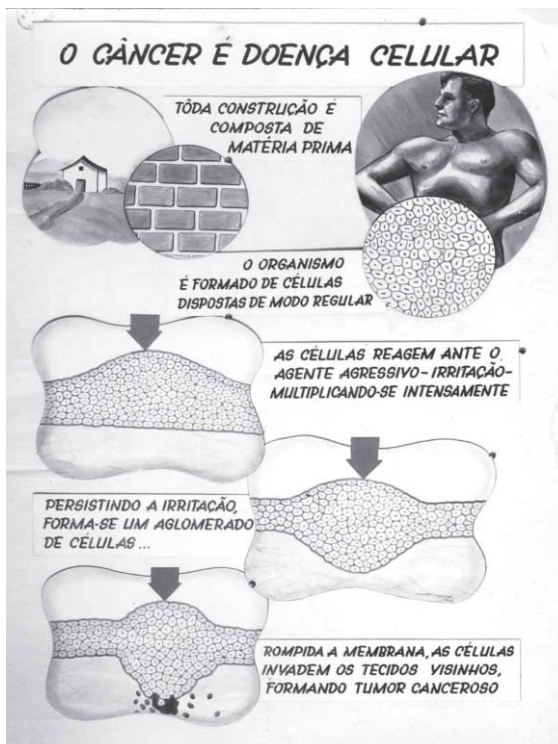 O CÂNCER É DOENÇA CELULAR
TÔDA CONSTRUÇÃO É
COMPOSTA DE
MATÉRIA PRIMA
O ORGANISMO
É FORMADO DE CÉLULAS
DISPOSTAS DE MODO REGULAR
AS CÉLULAS REAGEM ANTE O
AGENTE AGRESSIVO-IRRITAÇÃO-
MULTIPLICANDO-SE INTENSAMENTE
PERSISTINDO A IRRITAÇÃO,
FORMA-SE UM AGLOMERADO
DE CÉLULAS ...
ROMPIDA A MEMBRANA, AS CÉLULAS
INVADEM OS TECIDOS VISINHOS,
FORMANDO TUMOR CANCEROSO